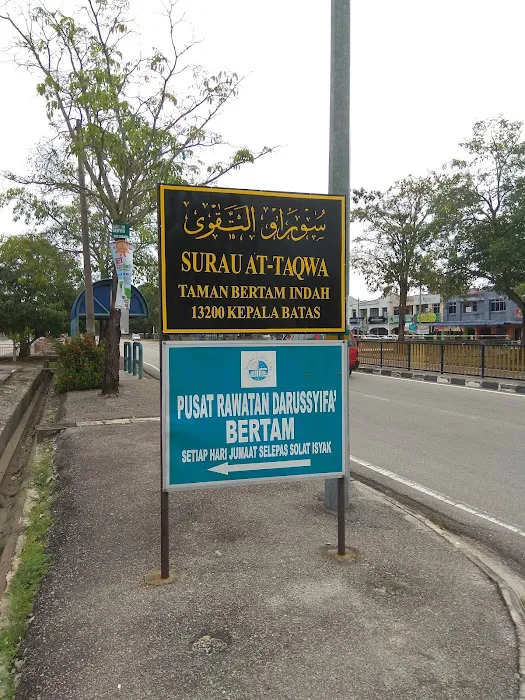 سوراو التقوى
SURAU AT-TAQWA
TAMAN BERTAM INDAH
13200 KEPALA BATAS
PUSAT RAWATAN DARUSSYIFA'
BERTAM
SETIAP HARI JUMAAT SELEPAS SOLAT ISYAK